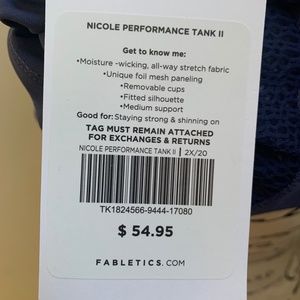 NICOLE PERFORMANCE TANK II
Get to know me:
•Moisture -wicking, all-way stretch fabric
•Unique foil mesh paneling
•Removable cups
•Fitted silhouette
•Medium support
Good for: Staying strong & shinning on
TAG MUST REMAIN ATTACHED
FOR EXCHANGES & RETURNS
NICOLE PERFORMANCE TANK II | 2X/20
TK1824566-9444-17080
$ 54.95
FABLETICS.COM